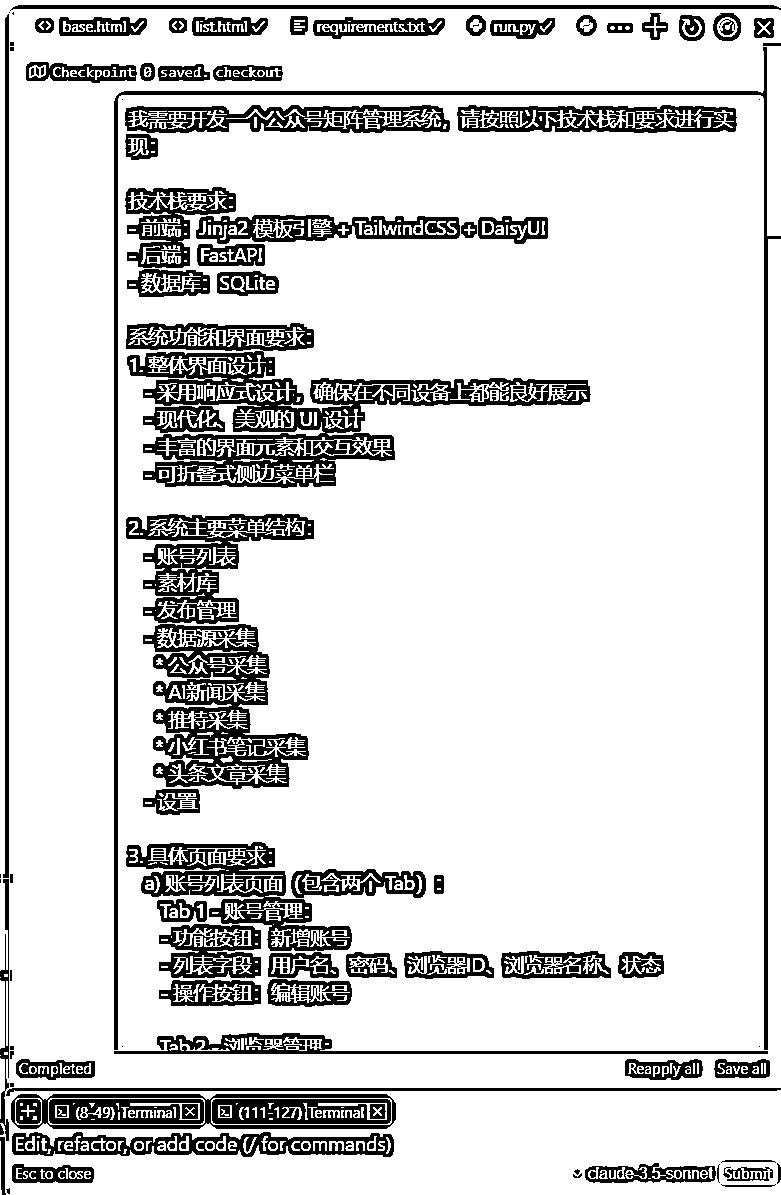 base.html list.html requirements.txt run.py
Checkpoint 0 saved. checkout
我需要开发一个公众号矩阵管理系统，请按照以下技术栈和要求进行实
现：
技术栈要求：
- 前端：Jinja2 模板引擎 + TailwindCSS + DaisyUI
- 后端：FastAPI
- 数据库：SQLite
系统功能和界面要求：
1. 整体界面设计：
- 采用响应式设计，确保在不同设备上都能良好展示
- 现代化、美观的 UI 设计
- 丰富的界面元素和交互效果
- 可折叠式侧边菜单栏
2. 系统主要菜单结构：
- 账号列表
- 素材库
- 发布管理
- 数据源采集
* 公众号采集
* AI新闻采集
* 推特采集
* 小红书笔记采集
* 头条文章采集
- 设置
3. 具体页面要求：
a) 账号列表页面（包含两个 Tab）：
Tab 1 - 账号管理：
- 功能按钮：新增账号
- 列表字段：用户名、密码、浏览器ID、浏览器名称、状态
- 操作按钮：编辑账号
Tab 2 - 浏览器管理：
Completed Reapply all Save all
(8-49) Terminal (111-127) Terminal
Edit, refactor, or add code (/ for commands)
Esc to close claude-3.5-sonnet Submit